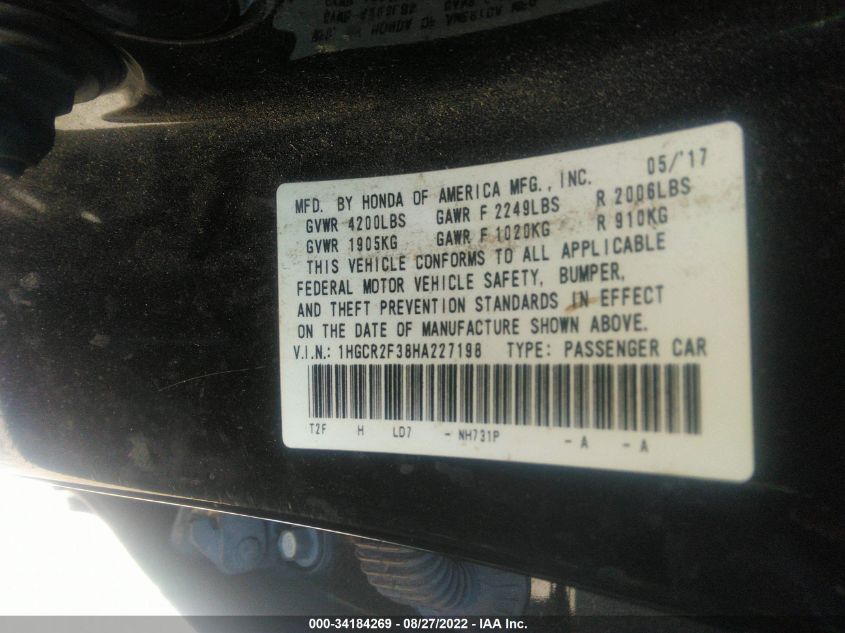 MFD. BY HONDA OF AMERICA MFG., INC. 05/'17
GVWR 4200LBS GAWR F 2249LBS R 2006LBS
GVWR 1905KG GAWR F 1020KG R 910KG
THIS VEHICLE CONFORMS TO ALL APPLICABLE
FEDERAL MOTOR VEHICLE SAFETY, BUMPER,
AND THEFT PREVENTION STANDARDS IN EFFECT
ON THE DATE OF MANUFACTURE SHOWN ABOVE.
V.I.N.: 1HGCR2F38HA227198 TYPE: PASSENGER CAR
T2F H LD7 - NH731P - A - A
000-34184269 - 08/27/2022 - IAA Inc.